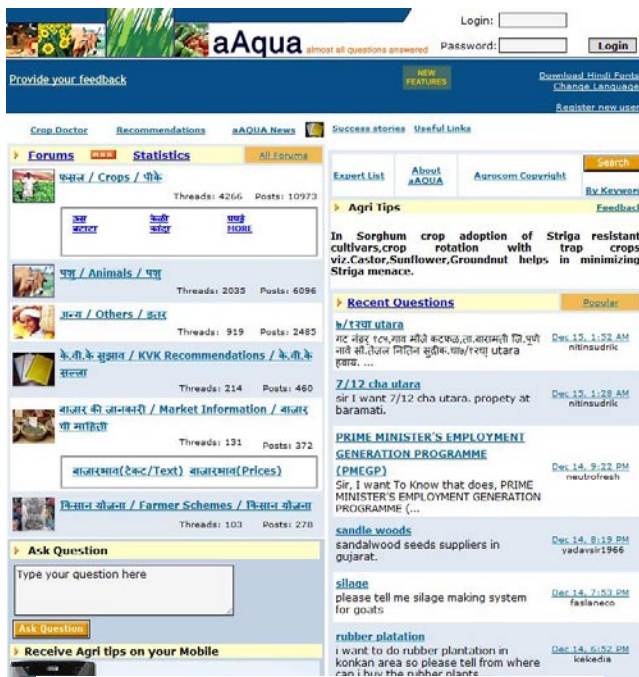 Login:
aAqua almost all questions answered
Password:
Login
Provide your feedback
NEW
FEATURES
Download Hindi Fonts
Change Language
Register new user
Crop Doctor Recommendations aAQUA News
Success stories Useful Links
Forums Statistics All Forums
फसल / Crops / पीके
Threads: 4266 Posts: 10973
ऊस केळी पपई
बटाटा कांदा MORE
पशु / Animals / पशु
Threads: 2035 Posts: 6096
अन्य / Others / इतर
Threads: 919 Posts: 2485
के.वी.के सुझाव / KVK Recommendations / के.वी.के
सल्ला
Threads: 214 Posts: 460
बाजार की जानकारी / Market Information / बाजार
ची माहिती
Threads: 131 Posts: 372
बाजारभाव(टेकट/Text) बाजारभाव(Prices)
किसान योजना / Farmer Schemes / किसान योजना
Threads: 103 Posts: 278
Ask Question
Type your question here
Ask Question
Receive Agri tips on your Mobile
Search
Expert List
About
aAQUA
Agrocom Copyright
By Keyword
Agri Tips
Feedback
In Sorghum crop adoption of Striga resistant
cultivars,crop rotation with trap crops
viz.Castor,Sunflower,Groundnut helps in minimizing
Striga menace.
Recent Questions Popular
७/१२चा utara
गट नंबर १८५,गाव मौजे कटफळ,ता.बारामती जि.पुणे
नावे सौ.तेजल नितिन सुद्रीक.चा७/१२चा utara
हवाय. ...
Dec 15, 1:52 AM
nitinsudrik
7/12 cha utara
sir I want 7/12 cha utara. propety at
baramati.
Dec 15, 1:28 AM
nitinsudrik
PRIME MINISTER'S EMPLOYMENT
GENERATION PROGRAMME
(PMEGP)
Sir, I want To Know that does, PRIME
MINISTER'S EMPLOYMENT GENERATION
PROGRAMME (...
Dec 14, 9:22 PM
neutrofresh
sandle woods
sandalwood seeds suppliers in
gujarat.
Dec 14, 8:19 PM
yadavsir1966
silage
please tell me silage making system
for goats
Dec 14, 7:53 PM
faslaneco
rubber platation
i want to do rubber plantation in
konkan area so please tell from where
can i buy the rubber plants...
Dec 14, 6:52 PM
kekedia